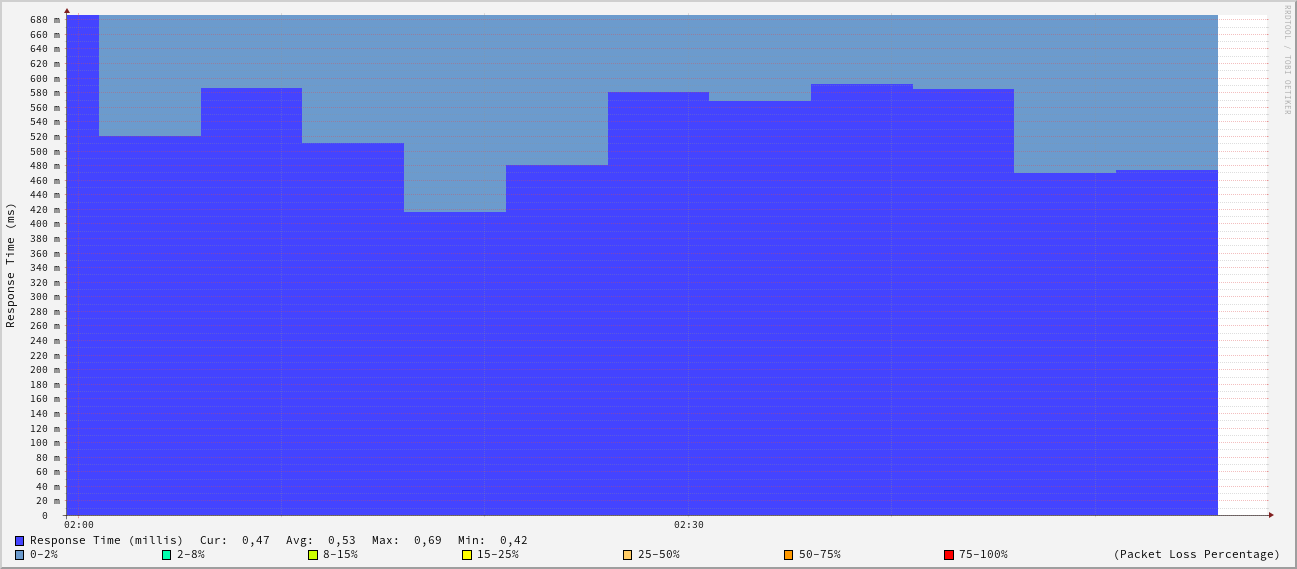 RRDTOOL / TOBI OETIKER
Response Time (ms)
680 m
660 m
640 m
620 m
600 m
580 m
560 m
540 m
520 m
500 m
480 m
460 m
440 m
420 m
400 m
380 m
360 m
340 m
320 m
300 m
280 m
260 m
240 m
220 m
200 m
180 m
160 m
140 m
120 m
100 m
80 m
60 m
40 m
20 m
0
02:00 02:30
Response Time (millis) Cur: 0,47 Avg: 0,53 Max: 0,69 Min: 0,42
0-2% 2-8% 8-15% 15-25% 25-50% 50-75% 75-100% (Packet Loss Percentage)